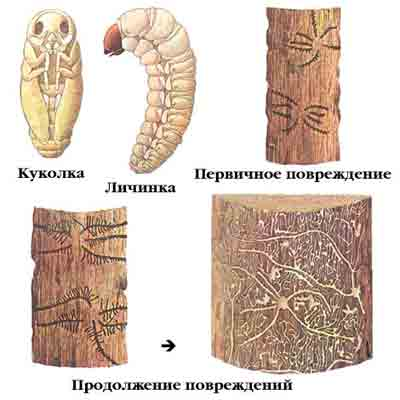 Куколка
Личинка
Первичное повреждение
Продолжение повреждений